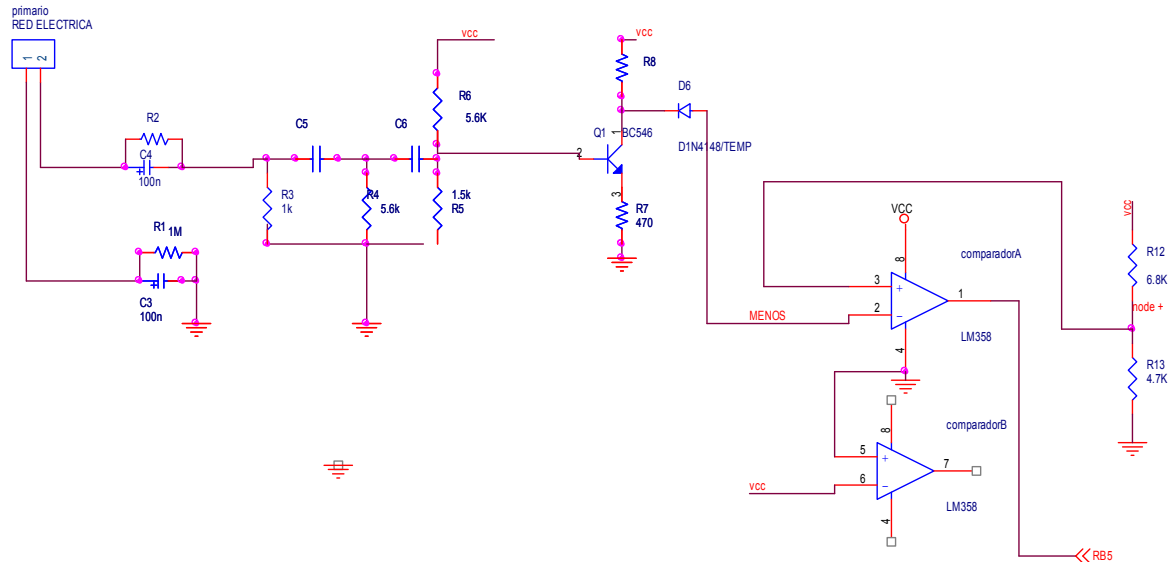 primario
RED ELECTRICA
1
2
R2
C4
100n
R1
1M
C3
100n
R3
1k
C5
R4
5.6k
C6
vcc
R6
5.6K
1.5k
R5
vcc
R8
Q1
BC546
1
2
3
R7
470
D6
D1N4148/TEMP
MENOS
VCC
8
3
+
2
−
1
4
comparadorA
LM358
vcc
R12
6.8K
node +
R13
4.7K
comparadorB
8
5
+
6
−
7
4
vcc
LM358
RB5